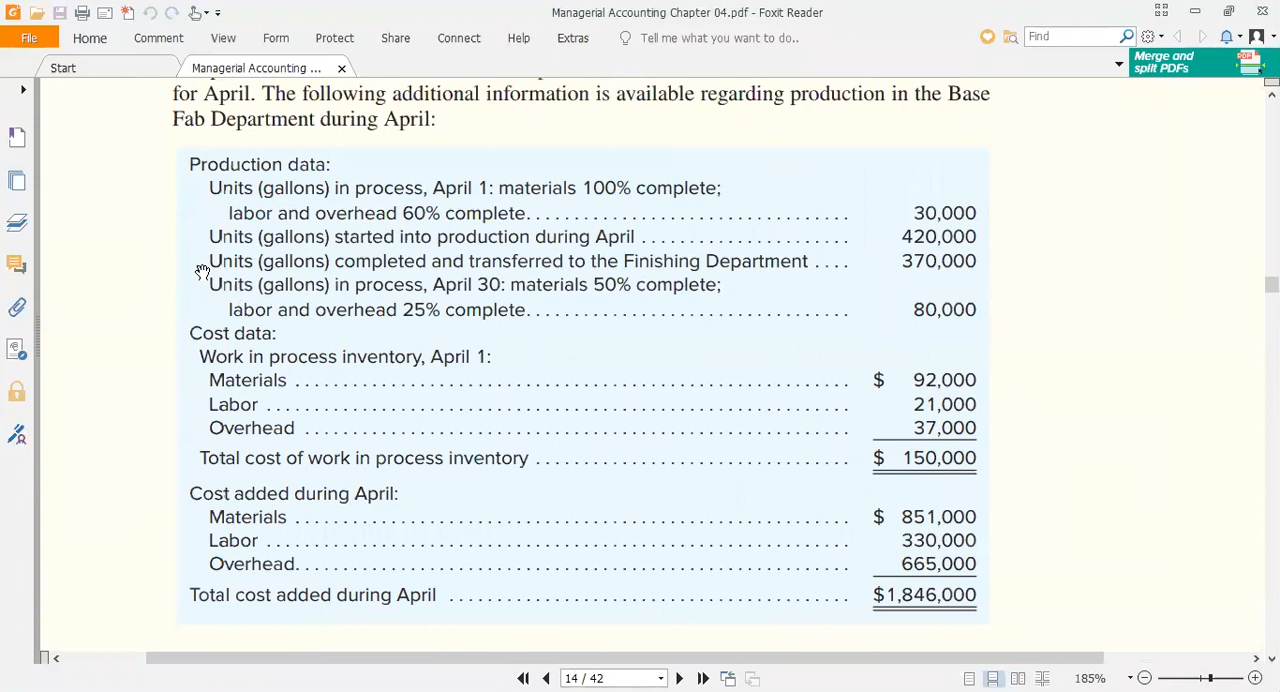 Managerial Accounting Chapter 04.pdf - Foxit Reader
File Home Comment View Form Protect Share Connect Help Extras Tell me what you want to do.. Find
Start Managerial Accounting ... Merge and split PDFs
for April. The following additional information is available regarding production in the Base
Fab Department during April:
Production data:
Units (gallons) in process, April 1: materials 100% complete;
labor and overhead 60% complete. . . . . . . . . . . . . . . . . . . . . . . . . . . . . . . . . . 30,000
Units (gallons) started into production during April . . . . . . . . . . . . . . . . . . . . . . 420,000
Units (gallons) completed and transferred to the Finishing Department . . . . 370,000
Units (gallons) in process, April 30: materials 50% complete;
labor and overhead 25% complete. . . . . . . . . . . . . . . . . . . . . . . . . . . . . . . . . . 80,000
Cost data:
Work in process inventory, April 1:
Materials . . . . . . . . . . . . . . . . . . . . . . . . . . . . . . . . . . . . . . . . . . . . . . . . . . . . . . . . . . $ 92,000
Labor . . . . . . . . . . . . . . . . . . . . . . . . . . . . . . . . . . . . . . . . . . . . . . . . . . . . . . . . . . . . . 21,000
Overhead . . . . . . . . . . . . . . . . . . . . . . . . . . . . . . . . . . . . . . . . . . . . . . . . . . . . . . . . . 37,000
Total cost of work in process inventory . . . . . . . . . . . . . . . . . . . . . . . . . . . . . . . . . $ 150,000
Cost added during April:
Materials . . . . . . . . . . . . . . . . . . . . . . . . . . . . . . . . . . . . . . . . . . . . . . . . . . . . . . . . . . $ 851,000
Labor . . . . . . . . . . . . . . . . . . . . . . . . . . . . . . . . . . . . . . . . . . . . . . . . . . . . . . . . . . . . . 330,000
Overhead. . . . . . . . . . . . . . . . . . . . . . . . . . . . . . . . . . . . . . . . . . . . . . . . . . . . . . . . . . 665,000
Total cost added during April . . . . . . . . . . . . . . . . . . . . . . . . . . . . . . . . . . . . . . . . . . $1,846,000
14 / 42 185%